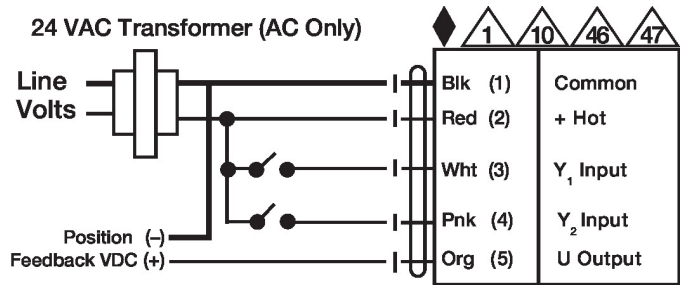 24 VAC Transformer (AC Only)
1 10 46 47
Line
Volts
Blk (1) Common
Red (2) + Hot
Wht (3) Y1 Input
Pnk (4) Y2 Input
Position (–)
Feedback VDC (+)
Org (5) U Output